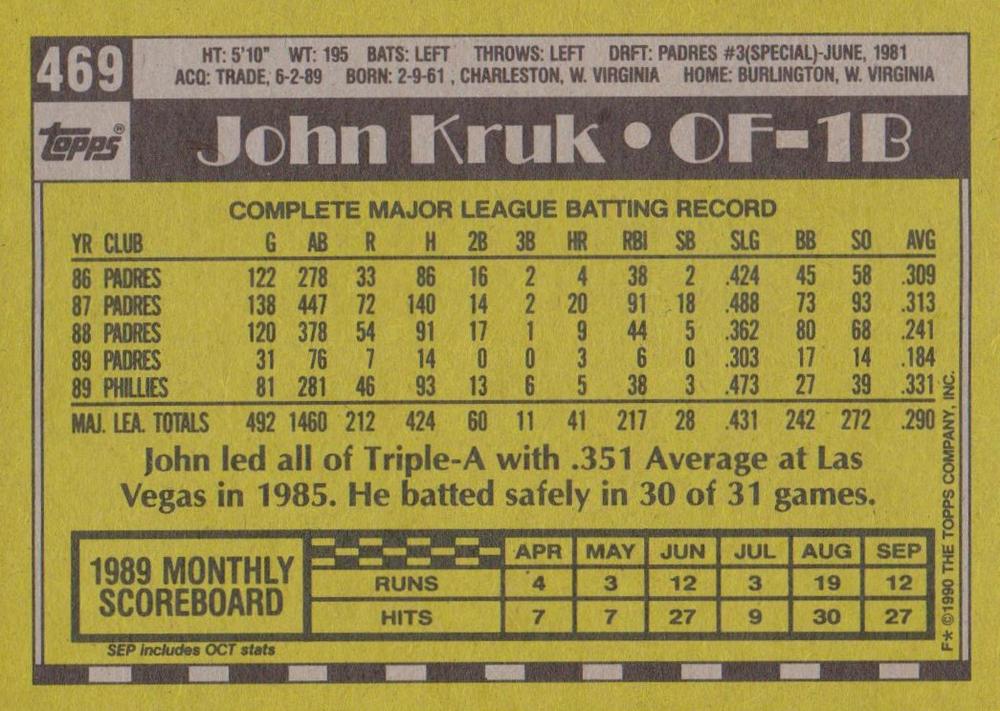 469
HT: 5'10" WT: 195 BATS: LEFT THROWS: LEFT DRFT: PADRES #3(SPECIAL)-JUNE, 1981
ACQ: TRADE, 6-2-89 BORN: 2-9-61 , CHARLESTON, W. VIRGINIA HOME: BURLINGTON, W. VIRGINIA
topps®
John Kruk • OF-1B
COMPLETE MAJOR LEAGUE BATTING RECORD
YR CLUB G AB R H 2B 3B HR RBI SB SLG BB SO AVG
86 PADRES 122 278 33 86 16 2 4 38 2 .424 45 58 .309
87 PADRES 138 447 72 140 14 2 20 91 18 .488 73 93 .313
88 PADRES 120 378 54 91 17 1 9 44 5 .362 80 68 .241
89 PADRES 31 76 7 14 0 0 3 6 0 .303 17 14 .184
89 PHILLIES 81 281 46 93 13 6 5 38 3 .473 27 39 .331
MAJ. LEA. TOTALS 492 1460 212 424 60 11 41 217 28 .431 242 272 .290
John led all of Triple-A with .351 Average at Las
Vegas in 1985. He batted safely in 30 of 31 games.
1989 MONTHLY
SCOREBOARD
APR MAY JUN JUL AUG SEP
RUNS 4 3 12 3 19 12
HITS 7 7 27 9 30 27
SEP includes OCT stats
F* ©1990 THE TOPPS COMPANY, INC.